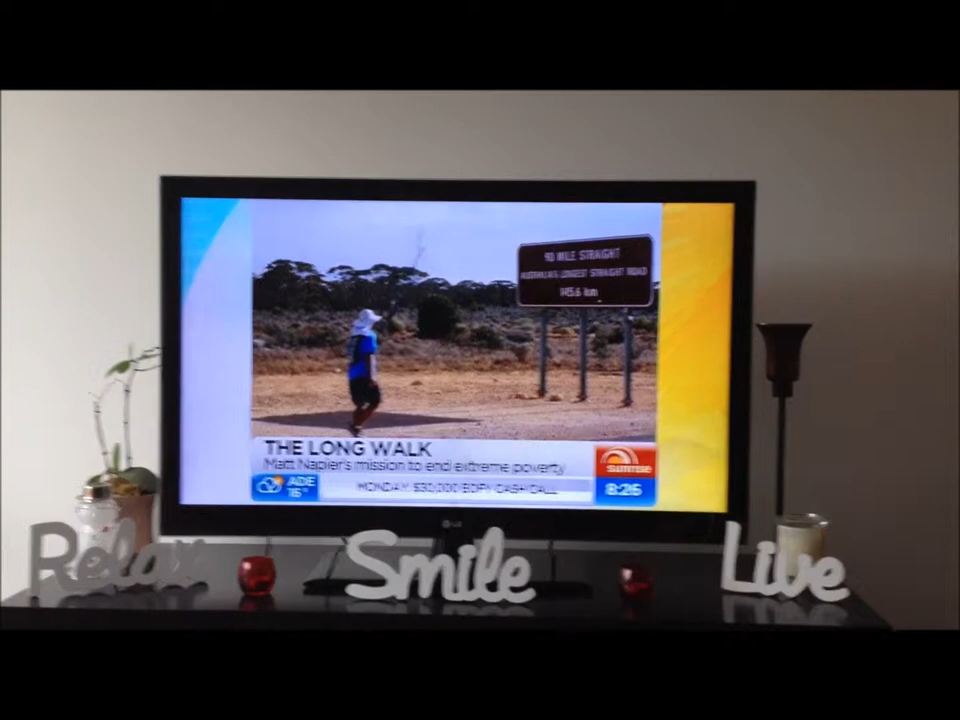 90 MILE STRAIGHT
AUSTRALIA'S LONGEST STRAIGHT ROAD
145.6 km
THE LONG WALK
Matt Napier's mission to end extreme poverty
sunrise
ADE
16°
MONDAY: $30,000 BDAY CASH CALL
8:26
LG
Relax
Smile
Live